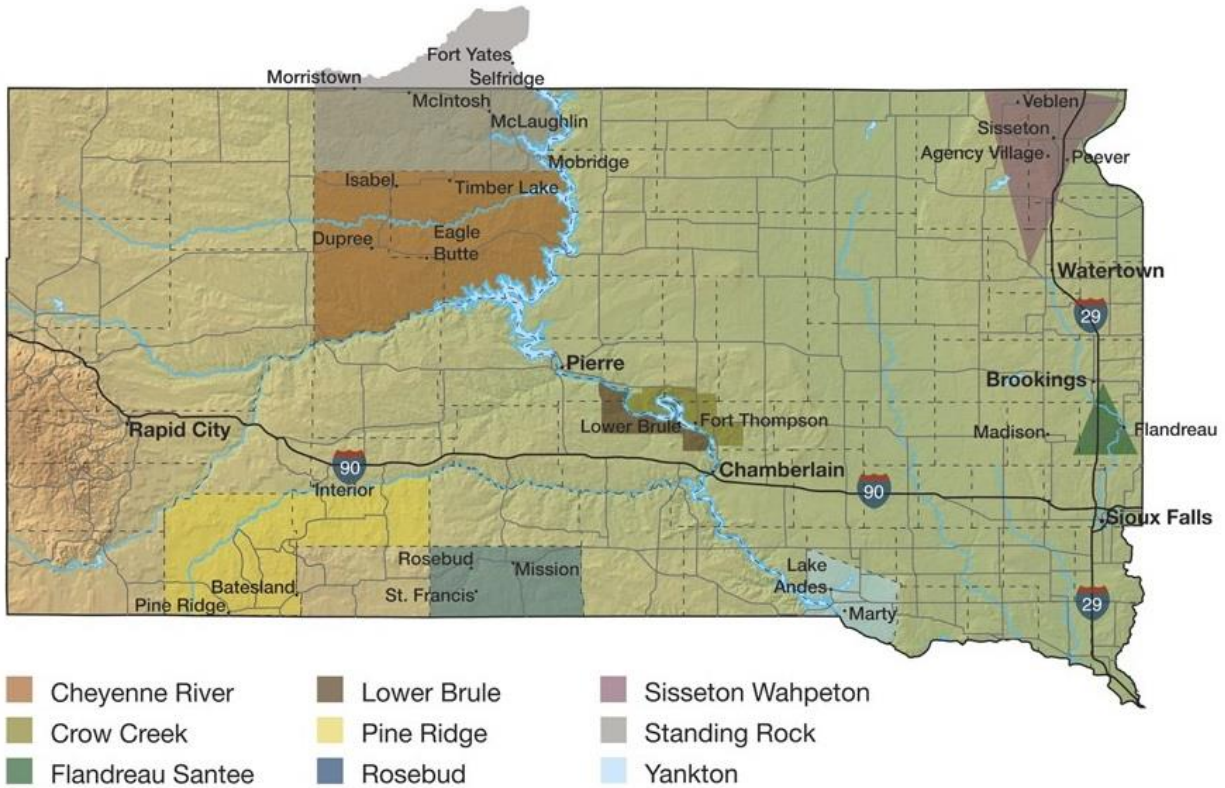 Fort Yates
Morristown
Selfridge
McIntosh
McLaughlin
Mobridge
Veblen
Sisseton
Agency Village
Peever
Isabel
Timber Lake
Dupree
Eagle
Butte
Watertown
29
Pierre
Brookings
Rapid City
Lower Brule
Fort Thompson
Madison
Flandreau
90
Interior
Chamberlain
90
Sioux Falls
Rosebud
Mission
Lake
Andes
Batesland
St. Francis
Pine Ridge
Marty
29
Cheyenne River
Lower Brule
Sisseton Wahpeton
Crow Creek
Pine Ridge
Standing Rock
Flandreau Santee
Rosebud
Yankton